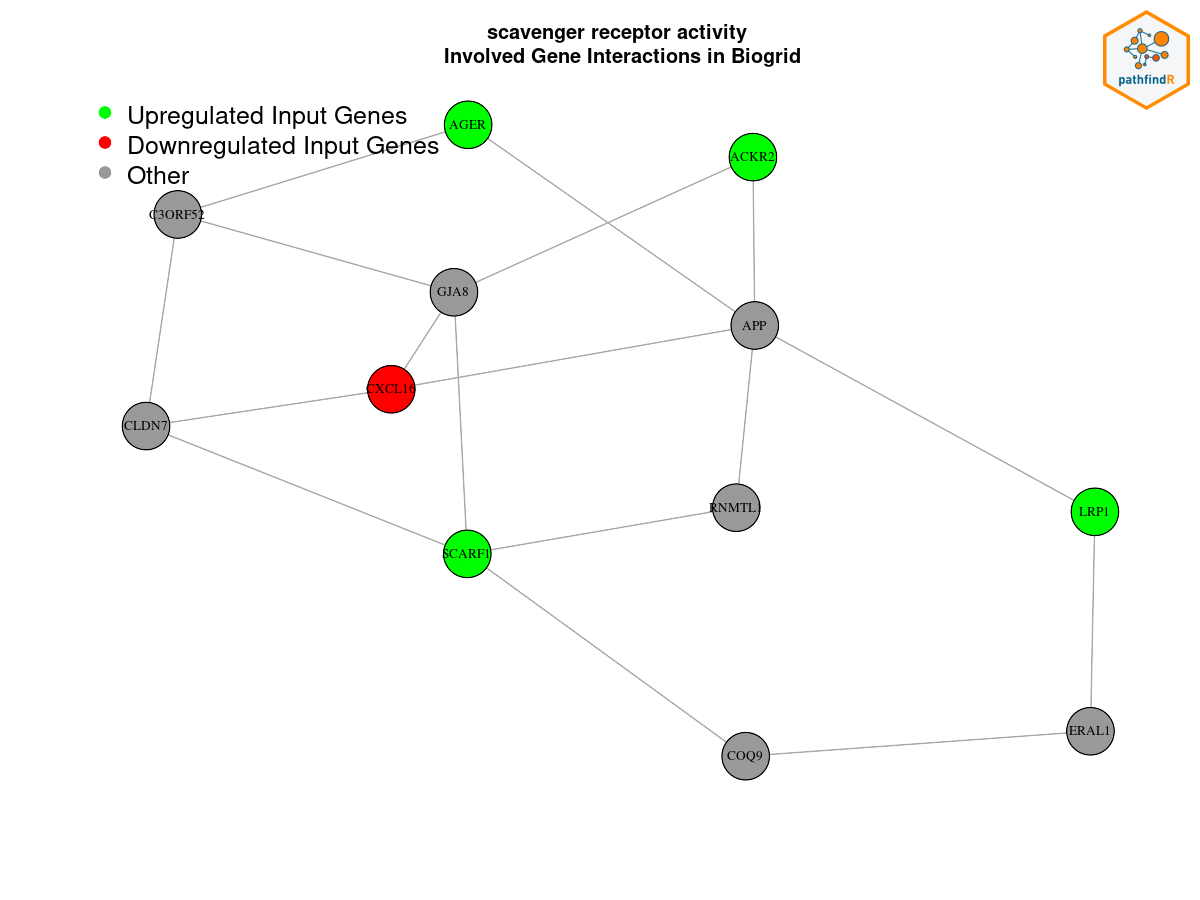 scavenger receptor activity
Involved Gene Interactions in Biogrid
pathfindR
Upregulated Input Genes
Downregulated Input Genes
Other
AGER
ACKR2
C3ORF52
GJA8
APP
CXCL16
CLDN7
RNMTL1
LRP1
SCARF1
ERAL1
COQ9